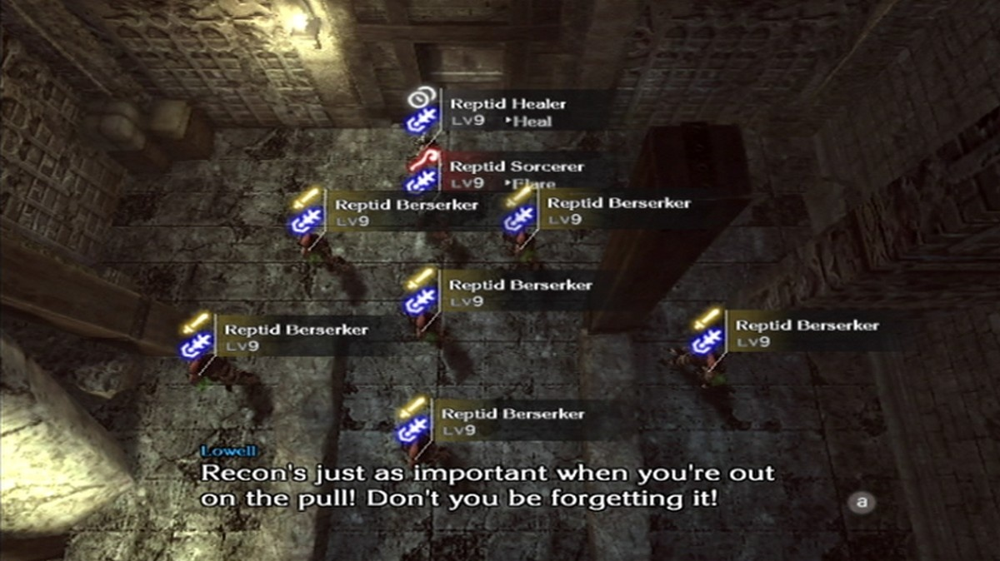 Reptid Healer
Lv9 ▸Heal
Reptid Sorcerer
Lv9 ▸Flare
Reptid Berserker
Lv9
Reptid Berserker
Lv9
Reptid Berserker
Lv9
Reptid Berserker
Lv9
Reptid Berserker
Lv9
Reptid Berserker
Lv9
Lowell
Recon's just as important when you're out
on the pull! Don't you be forgetting it!
a